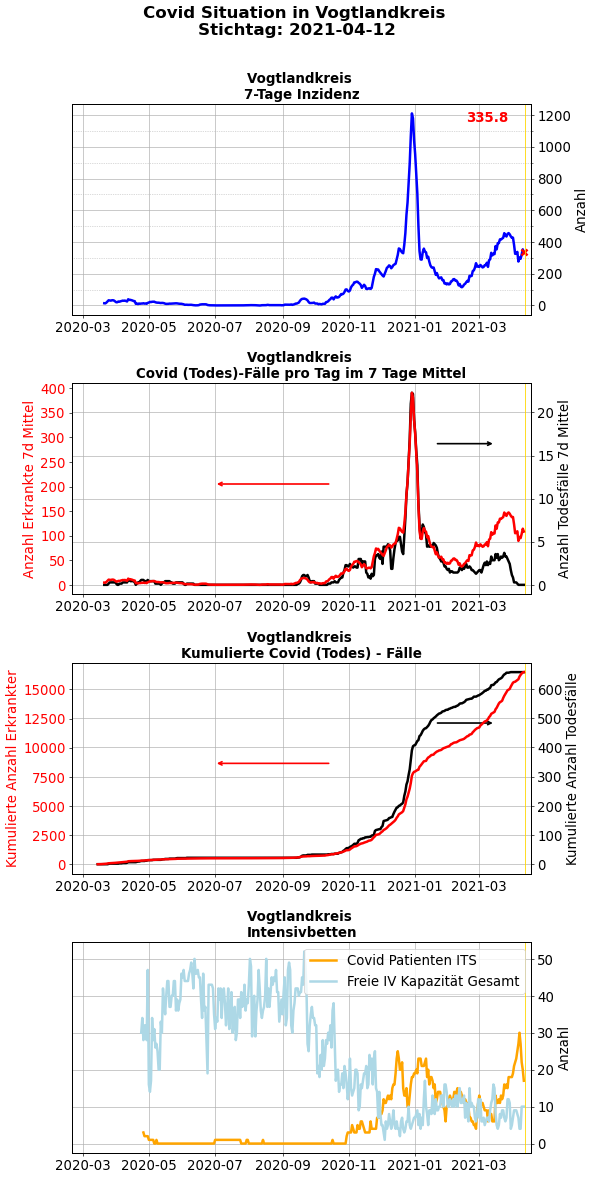 Covid Situation in Vogtlandkreis
Stichtag: 2021-04-12
Vogtlandkreis
7-Tage Inzidenz
335.8
1200
1000
800
600
400
200
0
Anzahl
2020-03 2020-05 2020-07 2020-09 2020-11 2021-01 2021-03
Vogtlandkreis
Covid (Todes)-Fälle pro Tag im 7 Tage Mittel
Anzahl Erkrankte 7d Mittel
400
350
300
250
200
150
100
50
0
20
15
10
5
0
Anzahl Todesfälle 7d Mittel
2020-03 2020-05 2020-07 2020-09 2020-11 2021-01 2021-03
Vogtlandkreis
Kumulierte Covid (Todes) - Fälle
Kumulierte Anzahl Erkrankter
15000
12500
10000
7500
5000
2500
0
600
500
400
300
200
100
0
Kumulierte Anzahl Todesfälle
2020-03 2020-05 2020-07 2020-09 2020-11 2021-01 2021-03
Vogtlandkreis
Intensivbetten
Covid Patienten ITS
Freie IV Kapazität Gesamt
50
40
30
20
10
0
Anzahl
2020-03 2020-05 2020-07 2020-09 2020-11 2021-01 2021-03